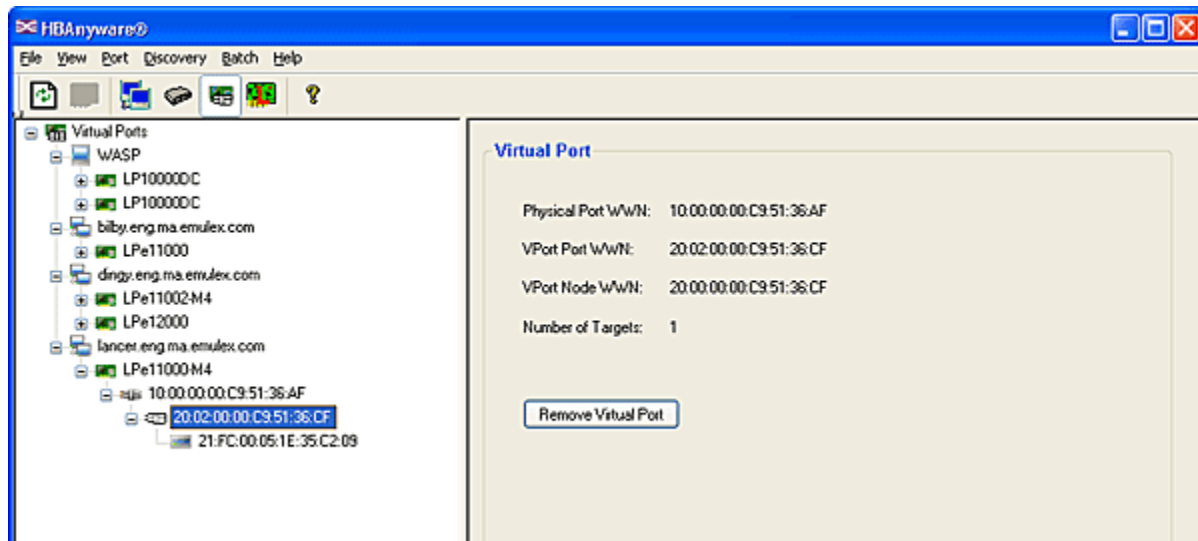 HBAnyware®
File View Port Discovery Batch Help
Virtual Ports
WASP
LP10000DC
LP10000DC
bilby.eng.ma.emulex.com
LPe11000
dingy.eng.ma.emulex.com
LPe11002-M4
LPe12000
lancer.eng.ma.emulex.com
LPe11000-M4
10:00:00:00:C9:51:36:AF
20:02:00:00:C9:51:36:CF
21:FC:00:05:1E:35:C2:09
Virtual Port
Physical Port WWN: 10:00:00:00:C9:51:36:AF
VPort Port WWN: 20:02:00:00:C9:51:36:CF
VPort Node WWN: 20:00:00:00:C9:51:36:CF
Number of Targets: 1
Remove Virtual Port